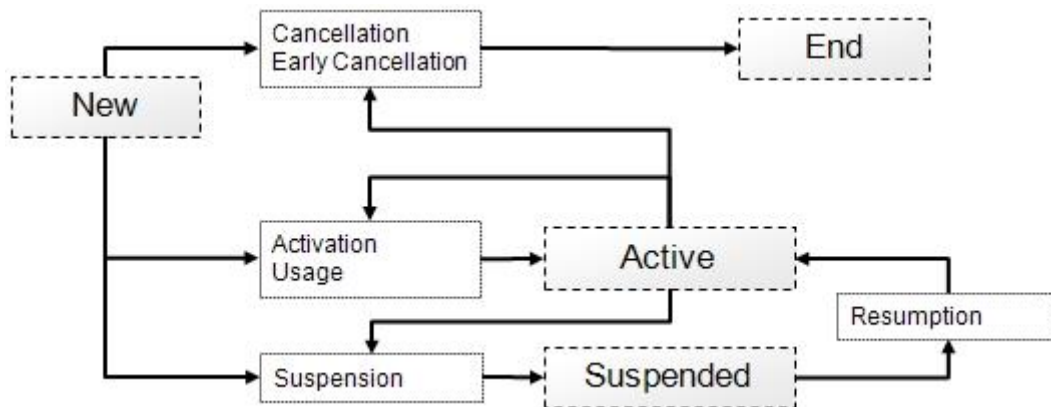 Cancellation
Early Cancellation
End
New
Activation
Usage
Active
Resumption
Suspension
Suspended